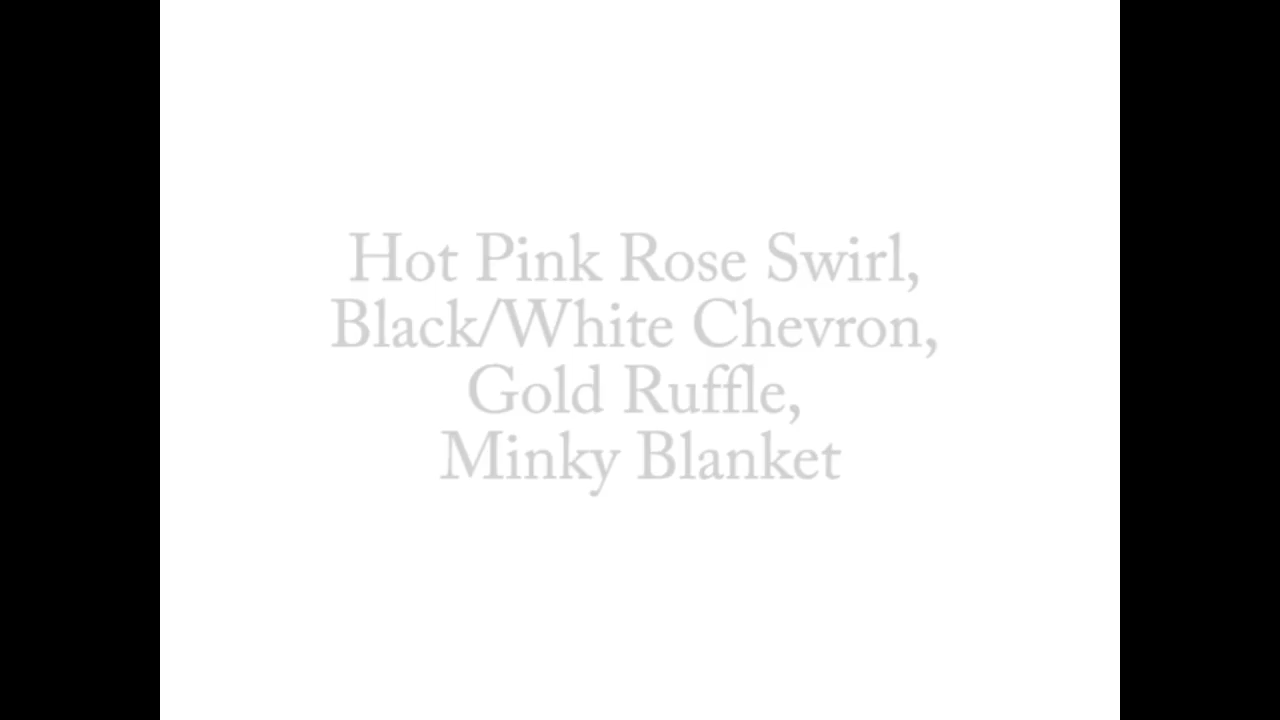 Hot Pink Rose Swirl,
Black/White Chevron,
Gold Ruffle,
Minky Blanket